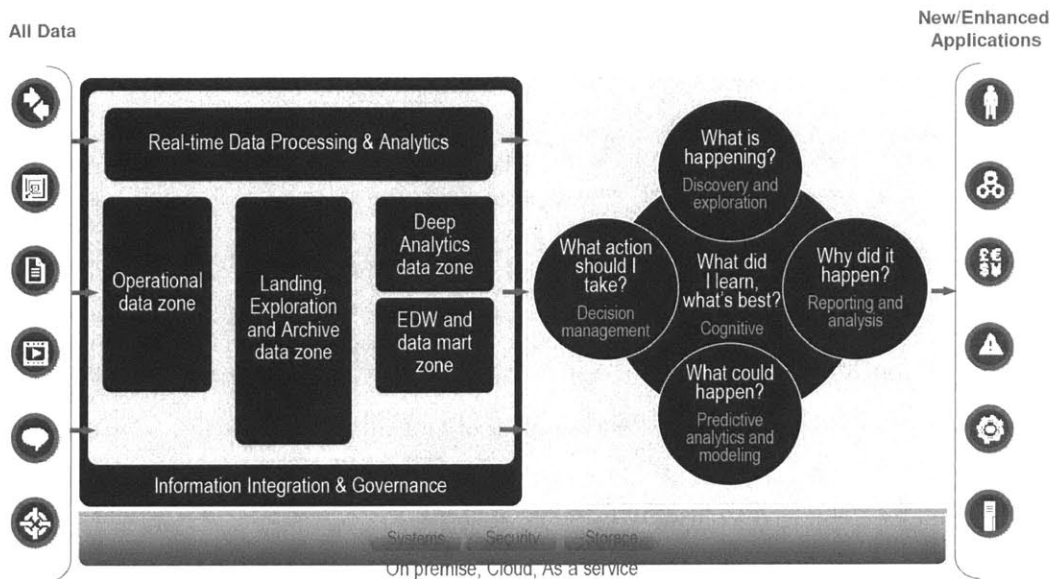 All Data
New/Enhanced
Applications
Real-time Data Processing & Analytics
Operational
data zone
Landing,
Exploration
and Archive
data zone
Deep
Analytics
data zone
EDW and
data mart
zone
Information Integration & Governance
What is
happening?
Discovery and
exploration
What action
should I
take?
Decision
management
What did
I learn,
what's best?
Cognitive
Why did it
happen?
Reporting and
analysis
What could
happen?
Predictive
analytics and
modeling
£€
$¥
Systems Security Storage
On premise, Cloud, As a service